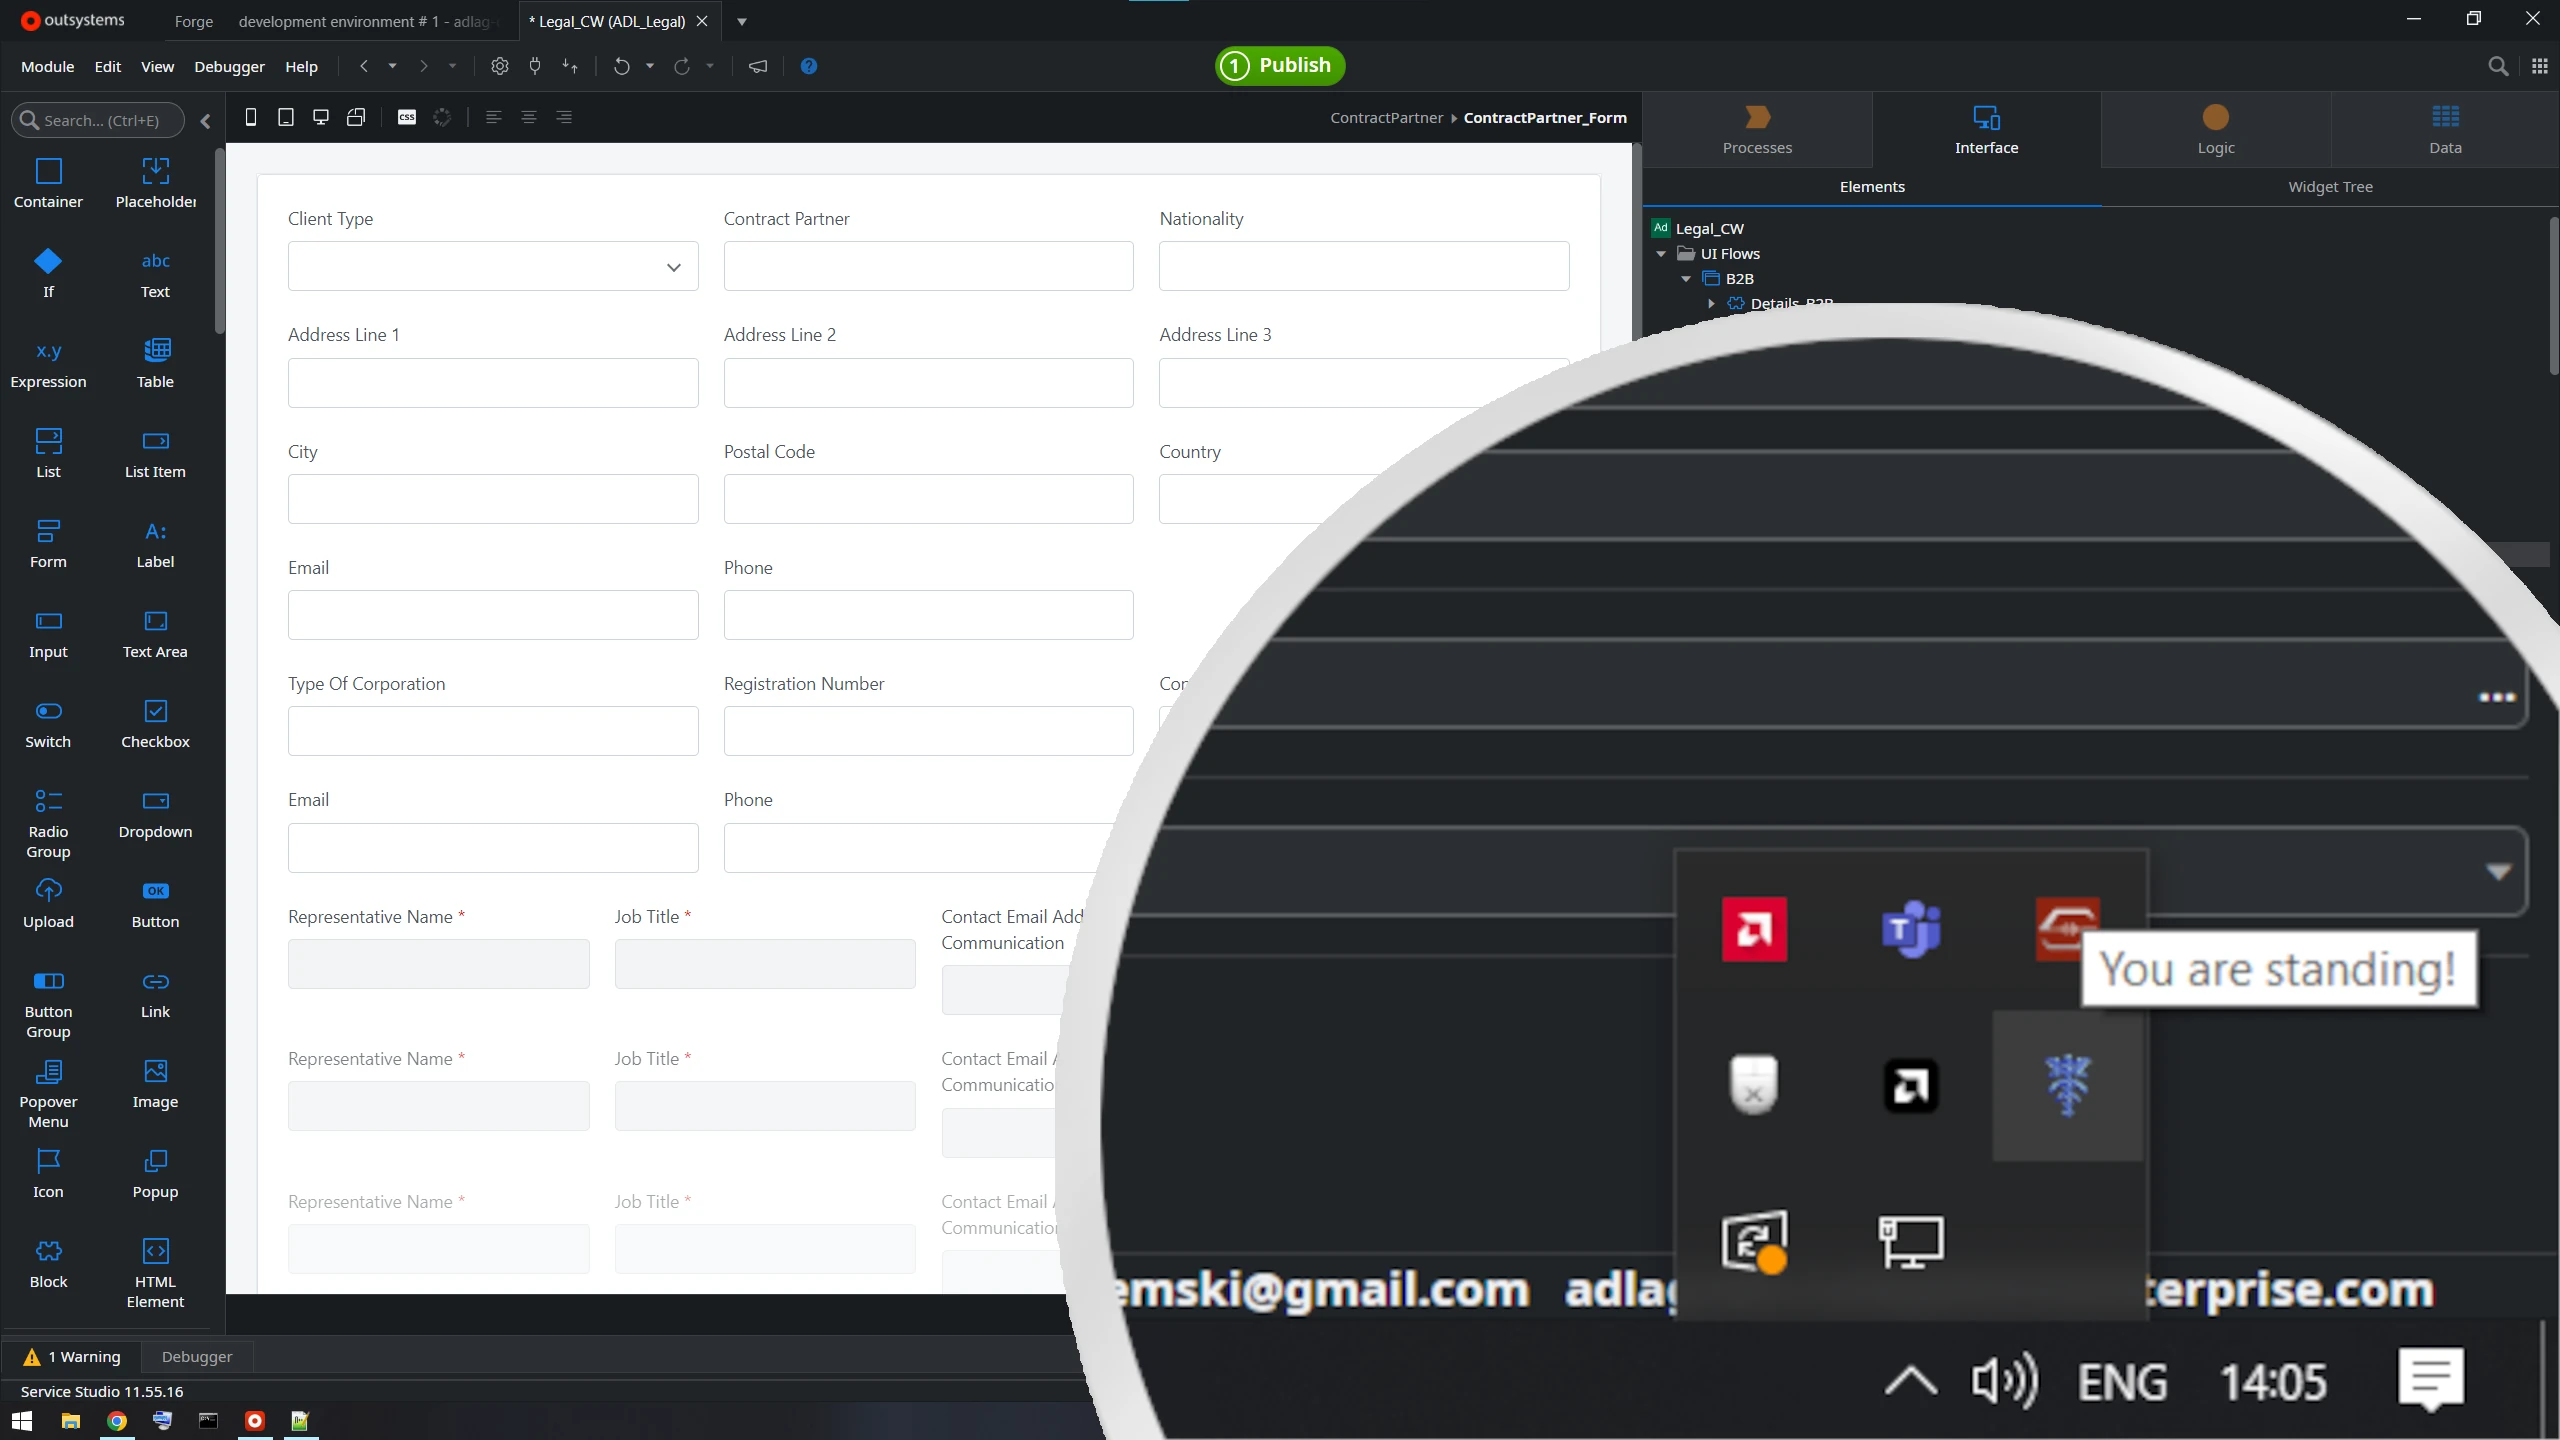 outsystems Forge development environment # 1 - adlag- * Legal_CW (ADL_Legal)
Module Edit View Debugger Help 1 Publish
Search... (Ctrl+E) css ContractPartner ContractPartner_Form
Processes Interface Logic Data
Elements Widget Tree
Ad Legal_CW
UI Flows
B2B
Details_B2B
Container Placeholder
abc
If Text
x.y
Expression Table
List List Item
A:
Form Label
Input Text Area
Switch Checkbox
Radio Group Dropdown
OK
Upload Button
Button Group Link
Popover Menu Image
Icon Popup
Block HTML Element
Client Type Contract Partner Nationality
Address Line 1 Address Line 2 Address Line 3
City Postal Code Country
Email Phone
Type Of Corporation Registration Number Con
Email Phone
Representative Name * Job Title * Contact Email Add
Communication
Representative Name * Job Title * Contact Email A
Communicatio
Representative Name * Job Title * Contact Email A
Communication
You are standing!
emski@gmail.com adlag terprise.com
ENG 14:05
1 Warning Debugger
Service Studio 11.55.16